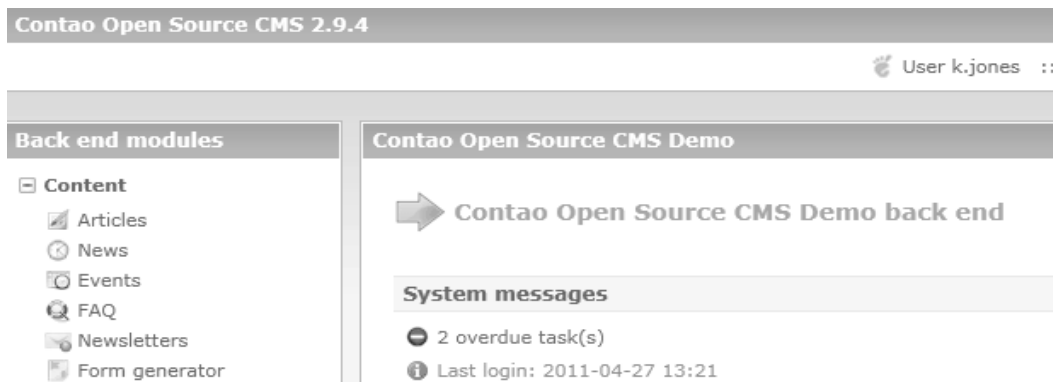 Contao Open Source CMS 2.9.4
User k.jones ::
Back end modules
Content
Articles
News
Events
FAQ
Newsletters
Form generator
Contao Open Source CMS Demo
Contao Open Source CMS Demo back end
System messages
2 overdue task(s)
Last login: 2011-04-27 13:21